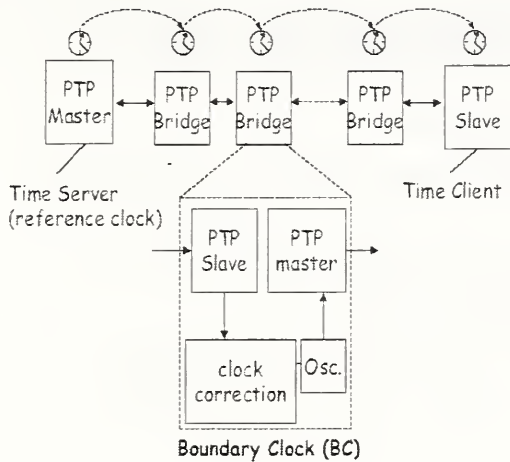 PTP
Master
PTP
Bridge
PTP
Bridge
PTP
Bridge
PTP
Slave
Time Server
(reference clock)
Time Client
PTP
Slave
PTP
master
clock
correction
Osc.
Boundary Clock (BC)